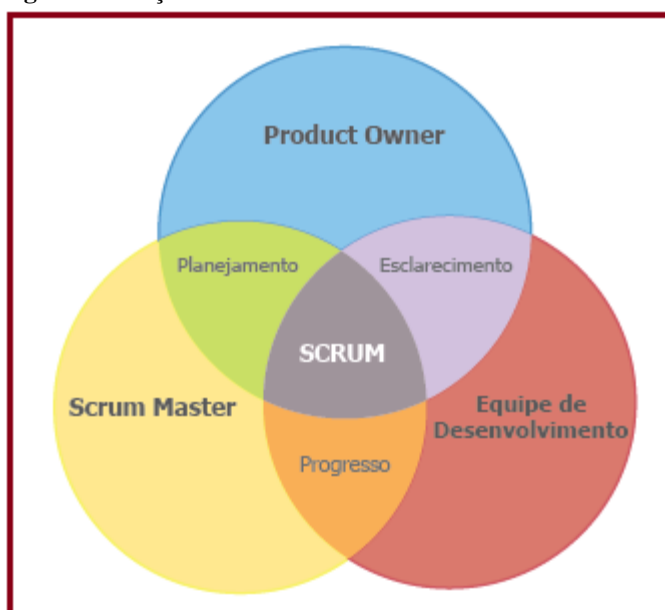 Product Owner
Planejamento
Esclarecimento
SCRUM
Scrum Master
Equipe de
Desenvolvimento
Progresso